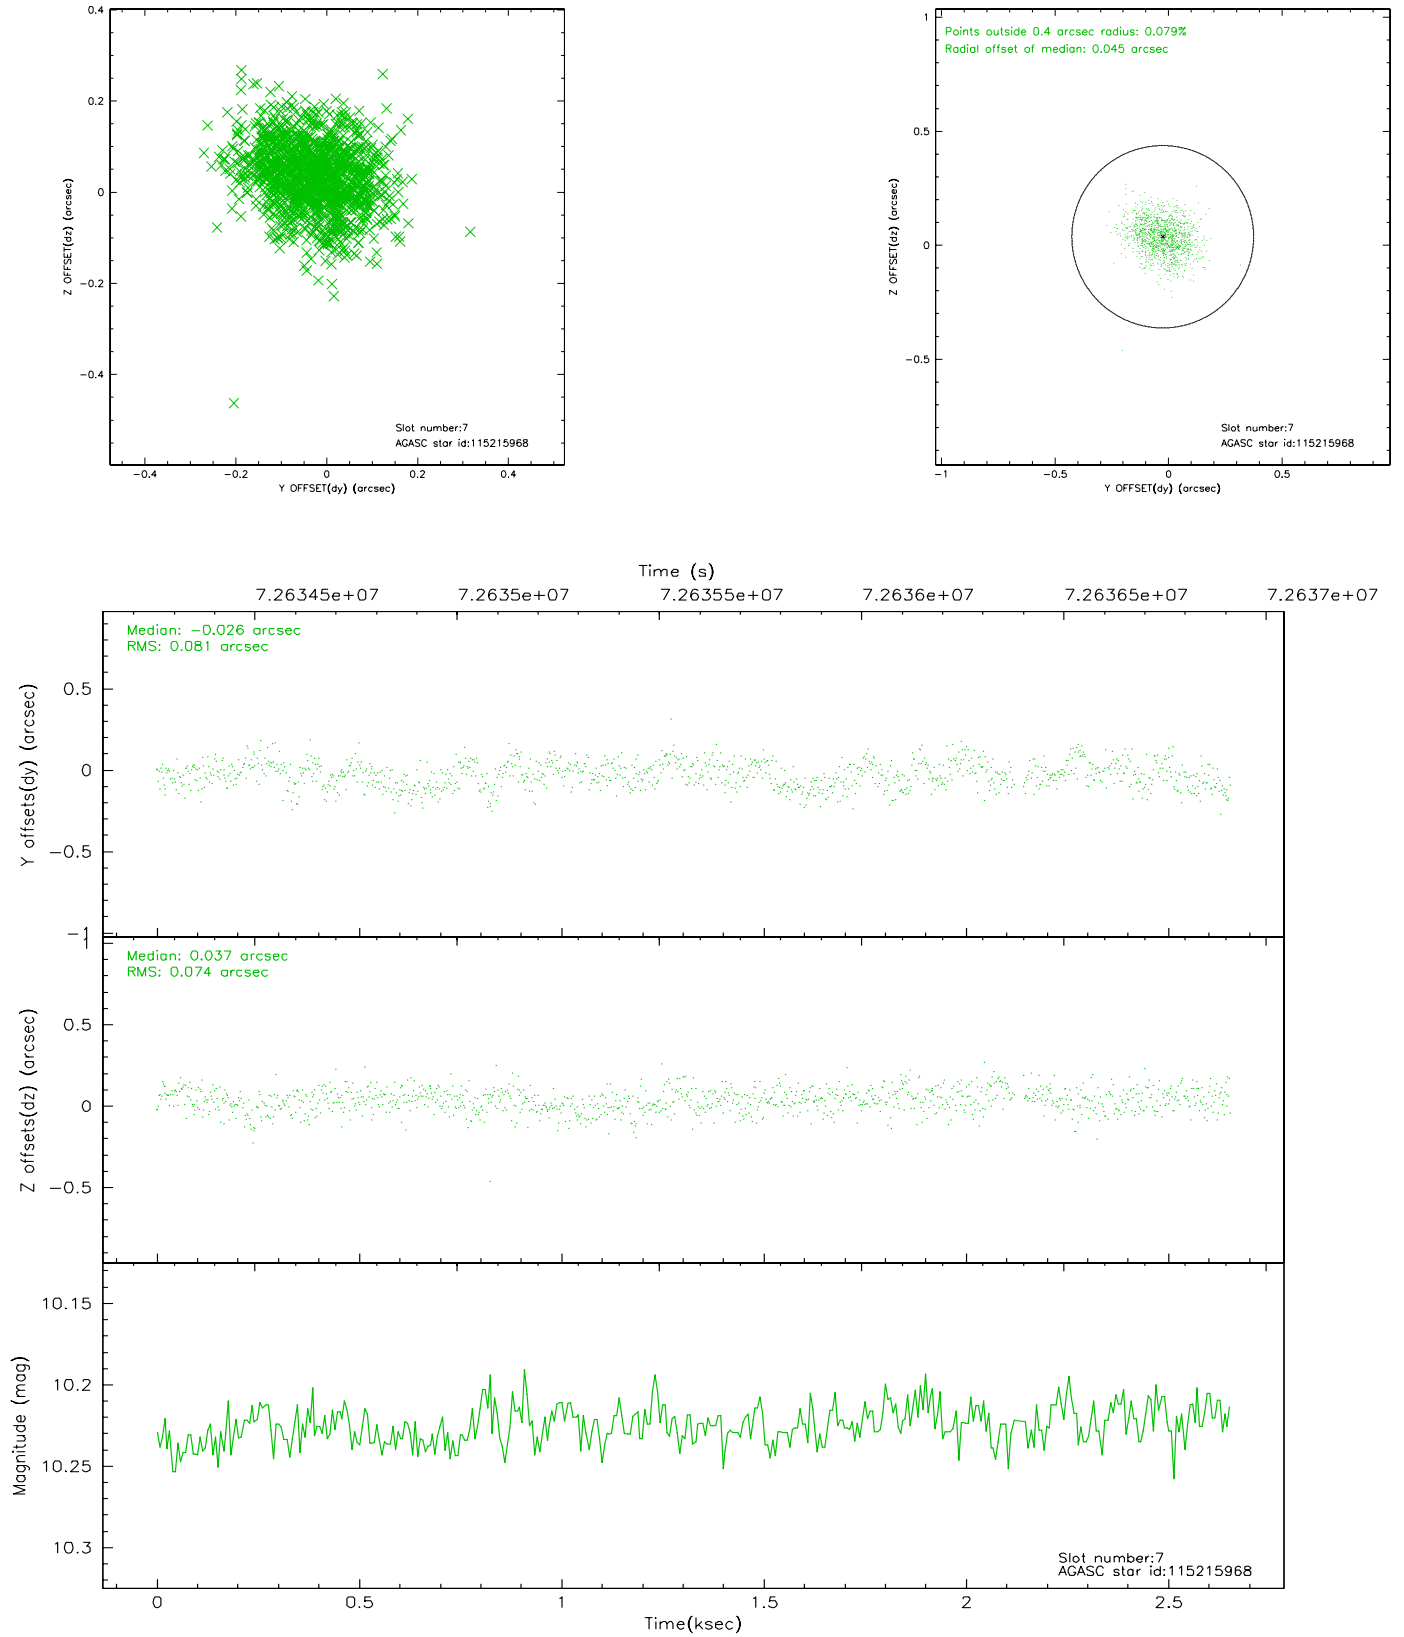 0.4
0.2
0
−0.2
−0.4
Z OFFSET(dz) (arcsec)
Slot number:7
AGASC star id:115215968
−0.4 −0.2 0 0.2 0.4
Y OFFSET(dy) (arcsec)
Points outside 0.4 arcsec radius: 0.079%
Radial offset of median: 0.045 arcsec
1
0.5
0
−0.5
Z OFFSET(dz) (arcsec)
Slot number:7
AGASC star id:115215968
−1 −0.5 0 0.5
Y OFFSET(dy) (arcsec)
Time (s)
7.26345e+07 7.2635e+07 7.26355e+07 7.2636e+07 7.26365e+07 7.2637e+07
Median: −0.026 arcsec
RMS: 0.081 arcsec
0.5
0
−0.5
−1
Y offsets(dy) (arcsec)
Median: 0.037 arcsec
RMS: 0.074 arcsec
1
0.5
0
−0.5
Z offsets(dz) (arcsec)
10.15
10.2
10.25
10.3
Magnitude (mag)
Slot number:7
AGASC star id:115215968
0 0.5 1 1.5 2 2.5
Time(ksec)